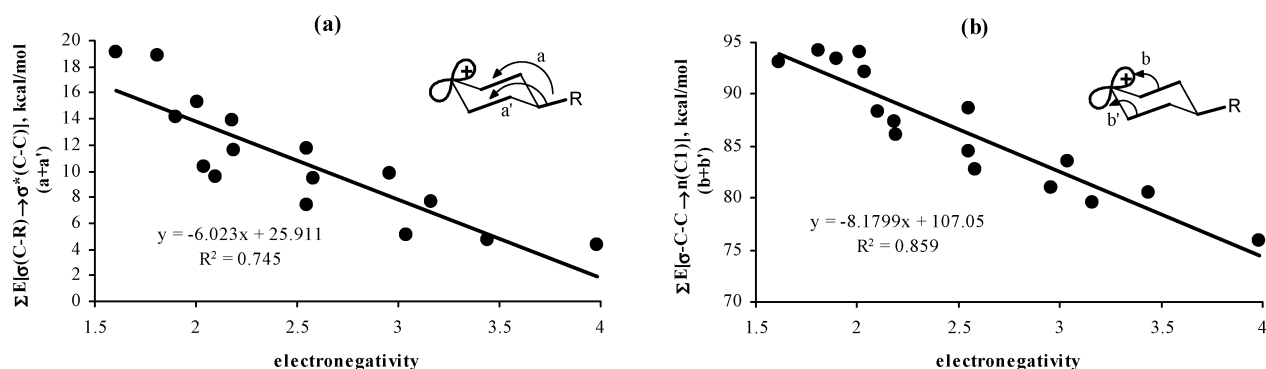 (a)
ΣE[σ(C-R)→σ*(C-C)], kcal/mol
(a+a')
20
18
16
14
12
10
8
6
4
2
0
1.5 2 2.5 3 3.5 4
electronegativity
a
a'
+
R
y = -6.023x + 25.911
R² = 0.745
(b)
ΣE[σ-C-C→n(C1)], kcal/mol
(b+b')
95
90
85
80
75
70
1.5 2 2.5 3 3.5 4
electronegativity
b
b'
+
R
y = -8.1799x + 107.05
R² = 0.859